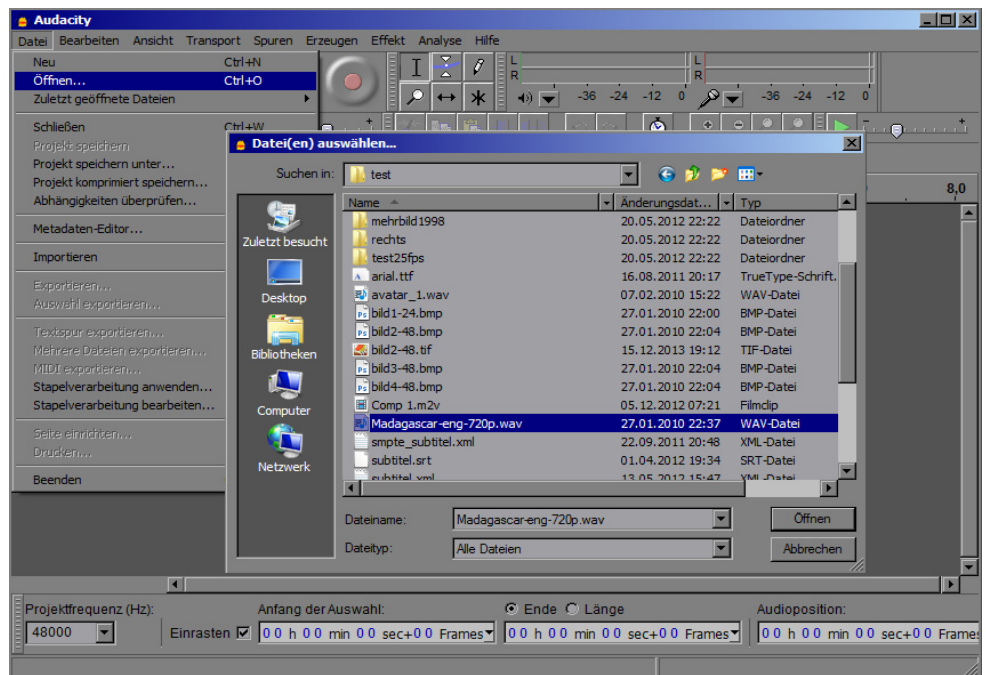 Audacity
Datei Bearbeiten Ansicht Transport Spuren Erzeugen Effekt Analyse Hilfe
Neu Ctrl+N
Öffnen... Ctrl+O
Zuletzt geöffnete Dateien
Schließen Ctrl+W
Projekt speichern
Projekt speichern unter...
Projekt komprimiert speichern...
Abhängigkeiten überprüfen...
Metadaten-Editor...
Importieren
Exportieren...
Auswahl exportieren...
Textspur exportieren...
Mehrere Dateien exportieren...
MIDI exportieren...
Stapelverarbeitung anwenden...
Stapelverarbeitung bearbeiten...
Seite einrichten...
Drucken...
Beenden
L L
R R
-36 -24 -12 0 -36 -24 -12 0
8,0
Datei(en) auswählen...
Suchen in: test
Zuletzt besucht
Desktop
Bibliotheken
Computer
Netzwerk
Name Änderungsdat... Typ
mehrbild1998 20.05.2012 22:22 Dateiordner
rechts 20.05.2012 22:22 Dateiordner
test25fps 20.05.2012 22:22 Dateiordner
arial.ttf 16.08.2011 20:17 TrueType-Schrift.
avatar_1.wav 07.02.2010 15:22 WAV-Datei
bild1-24.bmp 27.01.2010 22:00 BMP-Datei
bild2-48.bmp 27.01.2010 22:04 BMP-Datei
bild2-48.tif 15.12.2013 19:12 TIF-Datei
bild3-48.bmp 27.01.2010 22:04 BMP-Datei
bild4-48.bmp 27.01.2010 22:04 BMP-Datei
Comp 1.m2v 05.12.2012 07:21 Filmclip
Madagascar-eng-720p.wav 27.01.2010 22:37 WAV-Datei
smpte_subtitel.xml 22.09.2011 20:48 XML-Datei
subtitel.srt 01.04.2012 19:34 SRT-Datei
subtitel.xml 13.05.2012 15:47 XML-Datei
Dateiname: Madagascar-eng-720p.wav Öffnen
Dateityp: Alle Dateien Abbrechen
Projektfrequenz (Hz): Anfang der Auswahl: Ende Länge Audioposition:
48000 Einrasten 00 h 00 min 00 sec+00 Frames 00 h 00 min 00 sec+00 Frames 00 h 00 min 00 sec+00 Frames